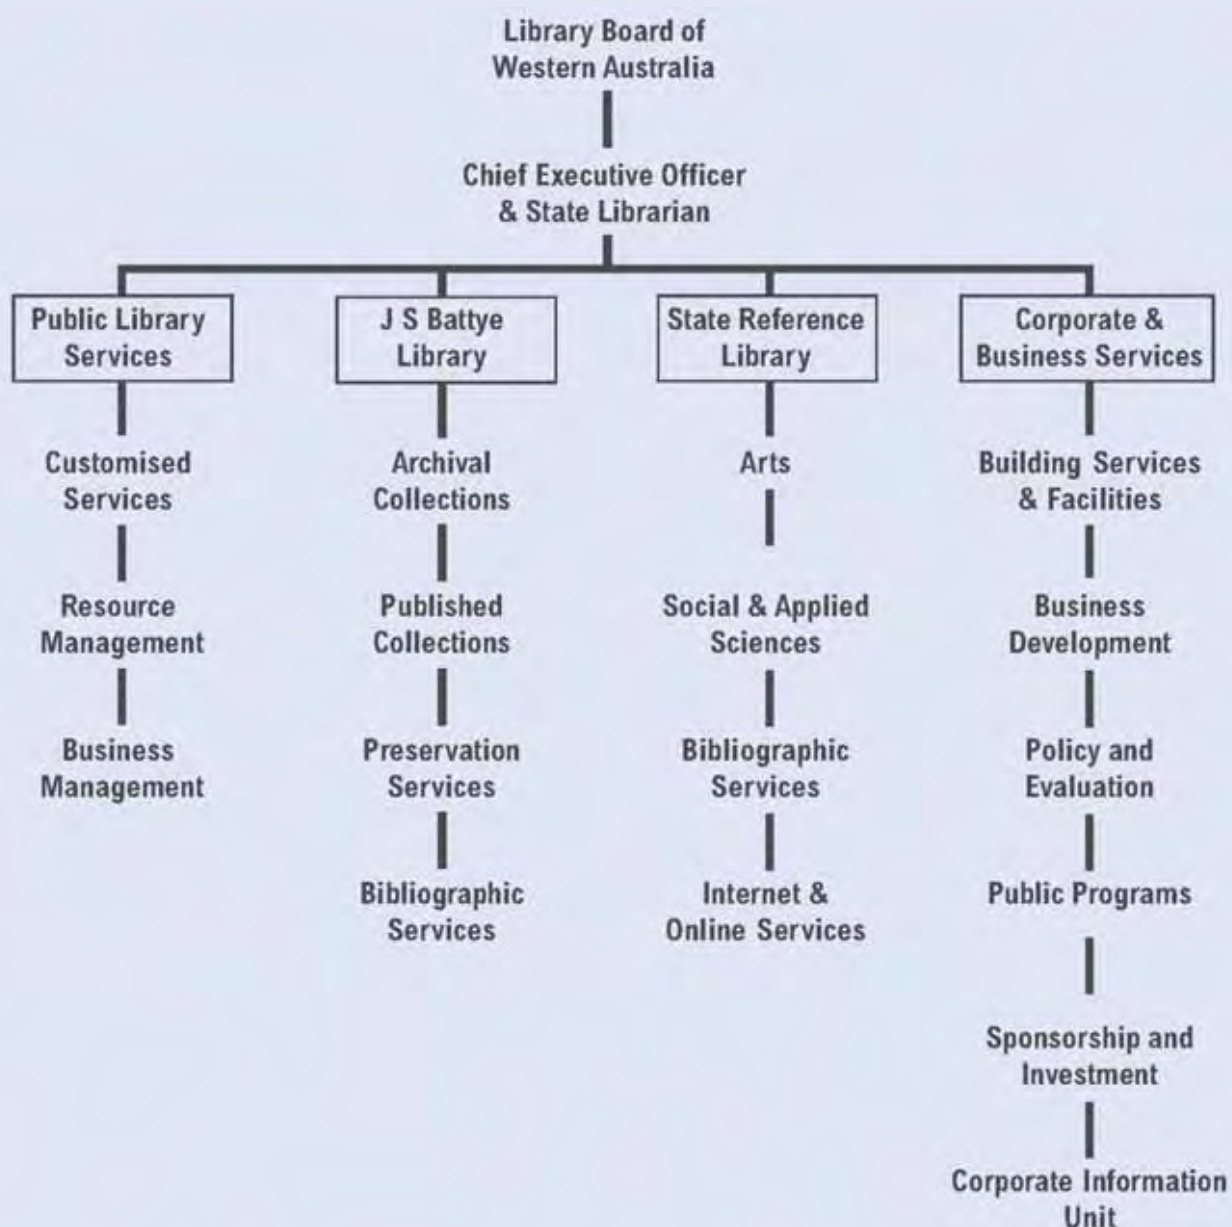 Library Board of
Western Australia
Chief Executive Officer
& State Librarian
Public Library
Services
Customised
Services
Resource
Management
Business
Management
J S Battye
Library
Archival
Collections
Published
Collections
Preservation
Services
Bibliographic
Services
State Reference
Library
Arts
Social & Applied
Sciences
Bibliographic
Services
Internet &
Online Services
Corporate &
Business Services
Building Services
& Facilities
Business
Development
Policy and
Evaluation
Public Programs
Sponsorship and
Investment
Corporate Information
Unit